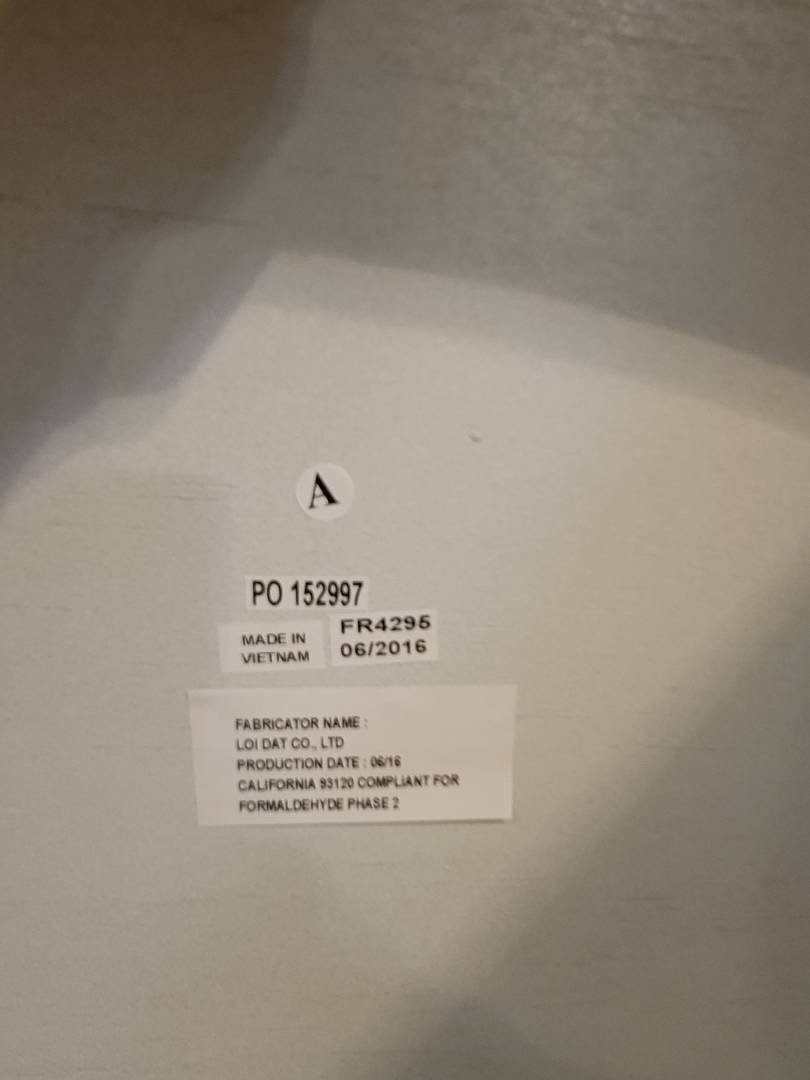 A
PO 152997
MADE IN
VIETNAM
FR4295
06/2016
FABRICATOR NAME :
LOI DAT CO., LTD
PRODUCTION DATE : 06/16
CALIFORNIA 93120 COMPLIANT FOR
FORMALDEHYDE PHASE 2